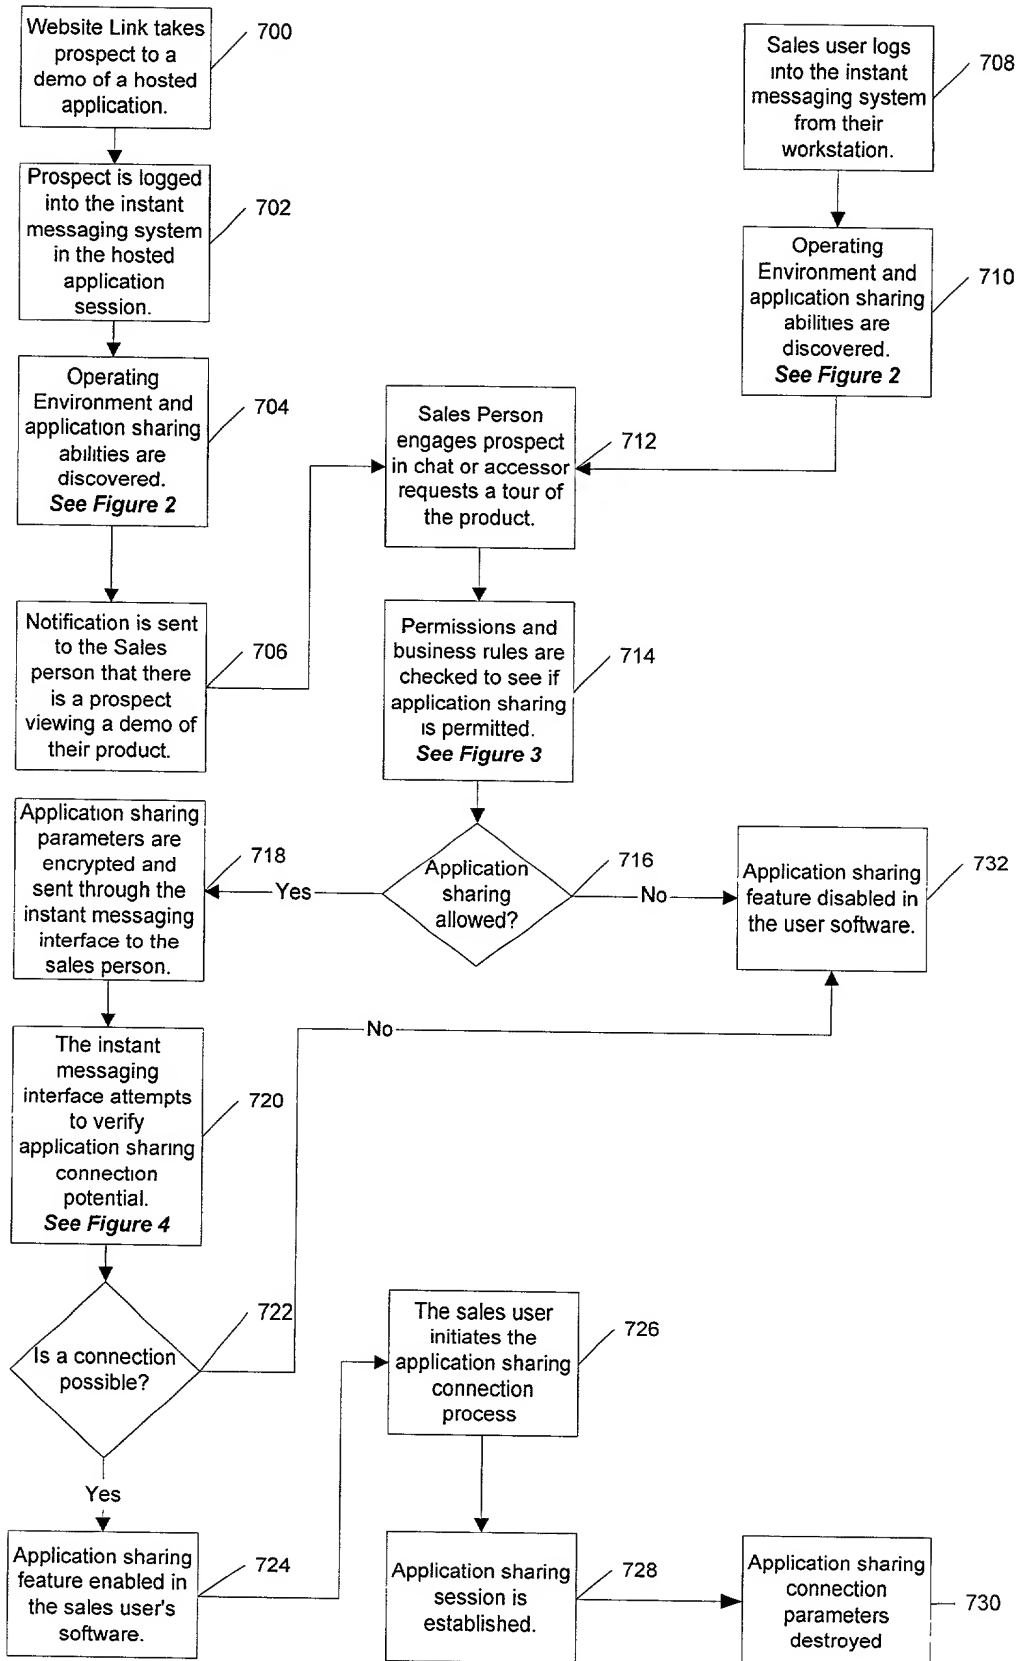 Website Link takes
prospect to a
demo of a hosted
application.
700
Prospect is logged
into the instant
messaging system
in the hosted
application
session.
702
Operating
Environment and
application sharing
abilities are
discovered.
See Figure 2
704
Notification is sent
to the Sales
person that there
is a prospect
viewing a demo of
their product.
706
Sales user logs
into the instant
messaging system
from their
workstation.
708
Operating
Environment and
application sharing
abilities are
discovered.
See Figure 2
710
Sales Person
engages prospect
in chat or accessor
requests a tour of
the product.
712
Permissions and
business rules are
checked to see if
application sharing
is permitted.
See Figure 3
714
Application
sharing
allowed?
716
Yes
No
Application sharing
parameters are
encrypted and
sent through the
instant messaging
interface to the
sales person.
718
Application sharing
feature disabled in
the user software.
732
The instant
messaging
interface attempts
to verify
application sharing
connection
potential.
See Figure 4
720
No
Is a connection
possible?
722
Yes
Application sharing
feature enabled in
the sales user's
software.
724
The sales user
initiates the
application sharing
connection
process
726
Application sharing
session is
established.
728
Application sharing
connection
parameters
destroyed
730